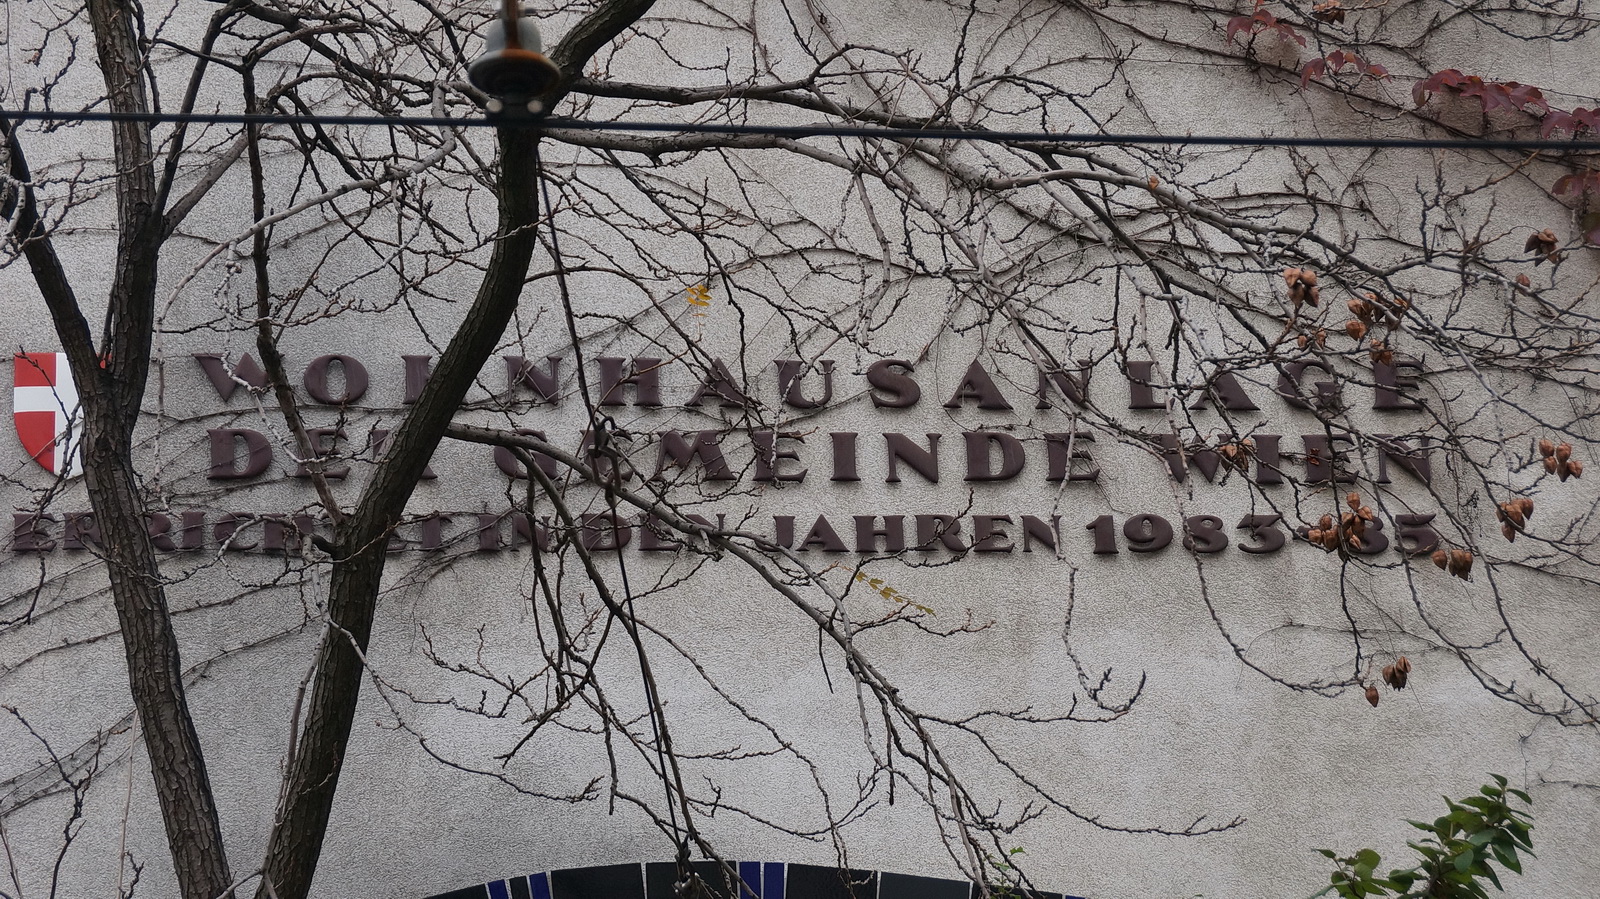 WOHNHAUSANLAGE
DER GEMEINDE WIEN
ERRICHTET IN DEN JAHREN 1983-85